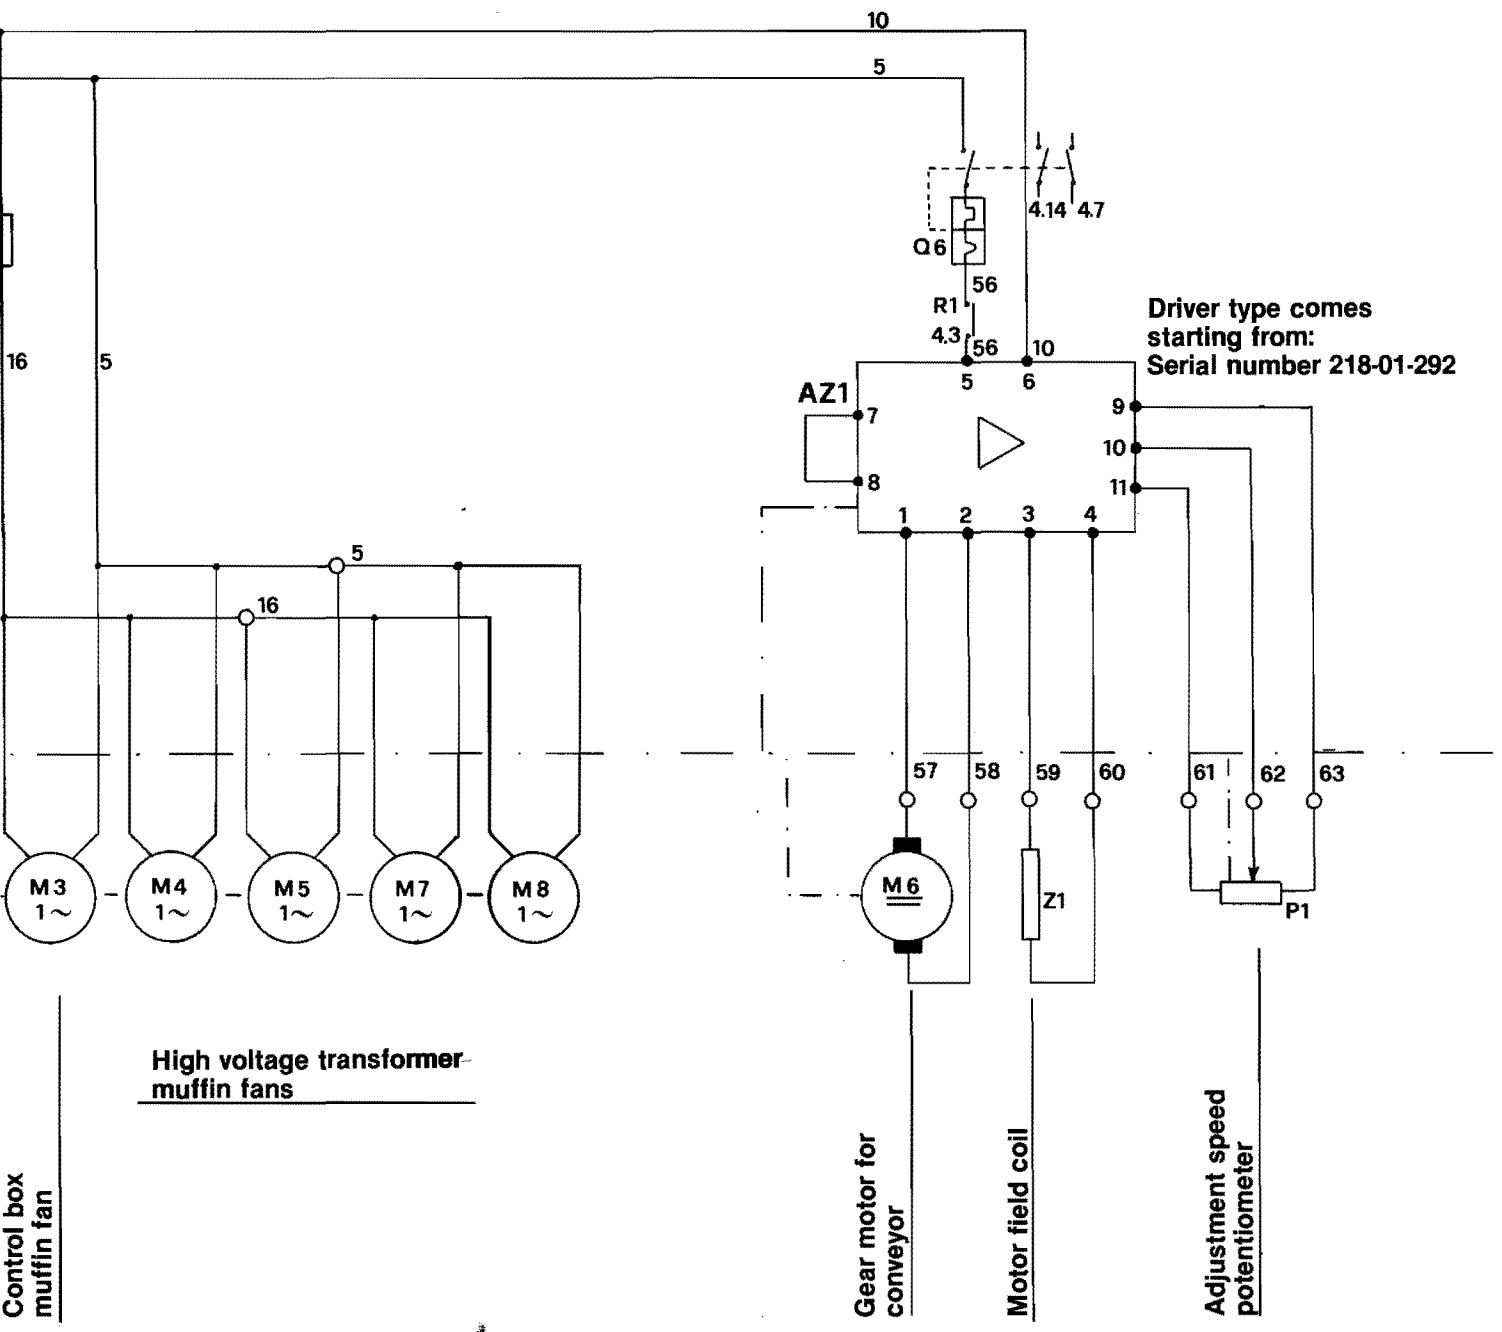 10
5
4.14 4.7
Q6
56
R1
4.3
56
10
Driver type comes
starting from:
Serial number 218-01-292
16
5
5
6
AZ1
7
8
9
10
11
1
2
3
4
5
16
57
58
59
60
61
62
63
M3
1~
M4
1~
M5
1~
M7
1~
M8
1~
M6
Z1
P1
High voltage transformer
muffin fans
Control box
muffin fan
Gear motor for
conveyor
Motor field coil
Adjustment speed
potentiometer